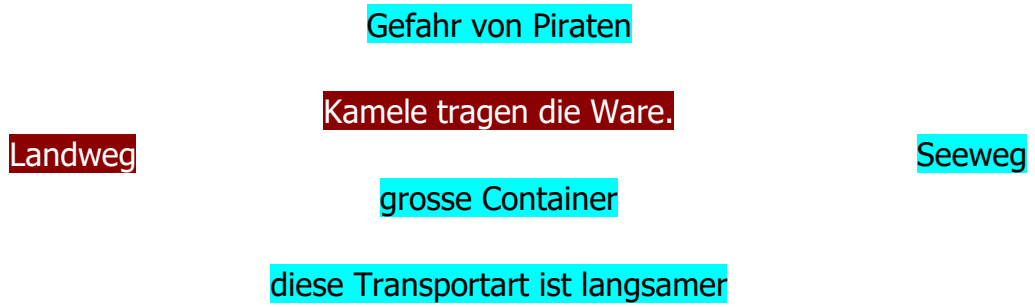 Gefahr von Piraten
Kamele tragen die Ware.
Landweg
Seeweg
grosse Container
diese Transportart ist langsamer